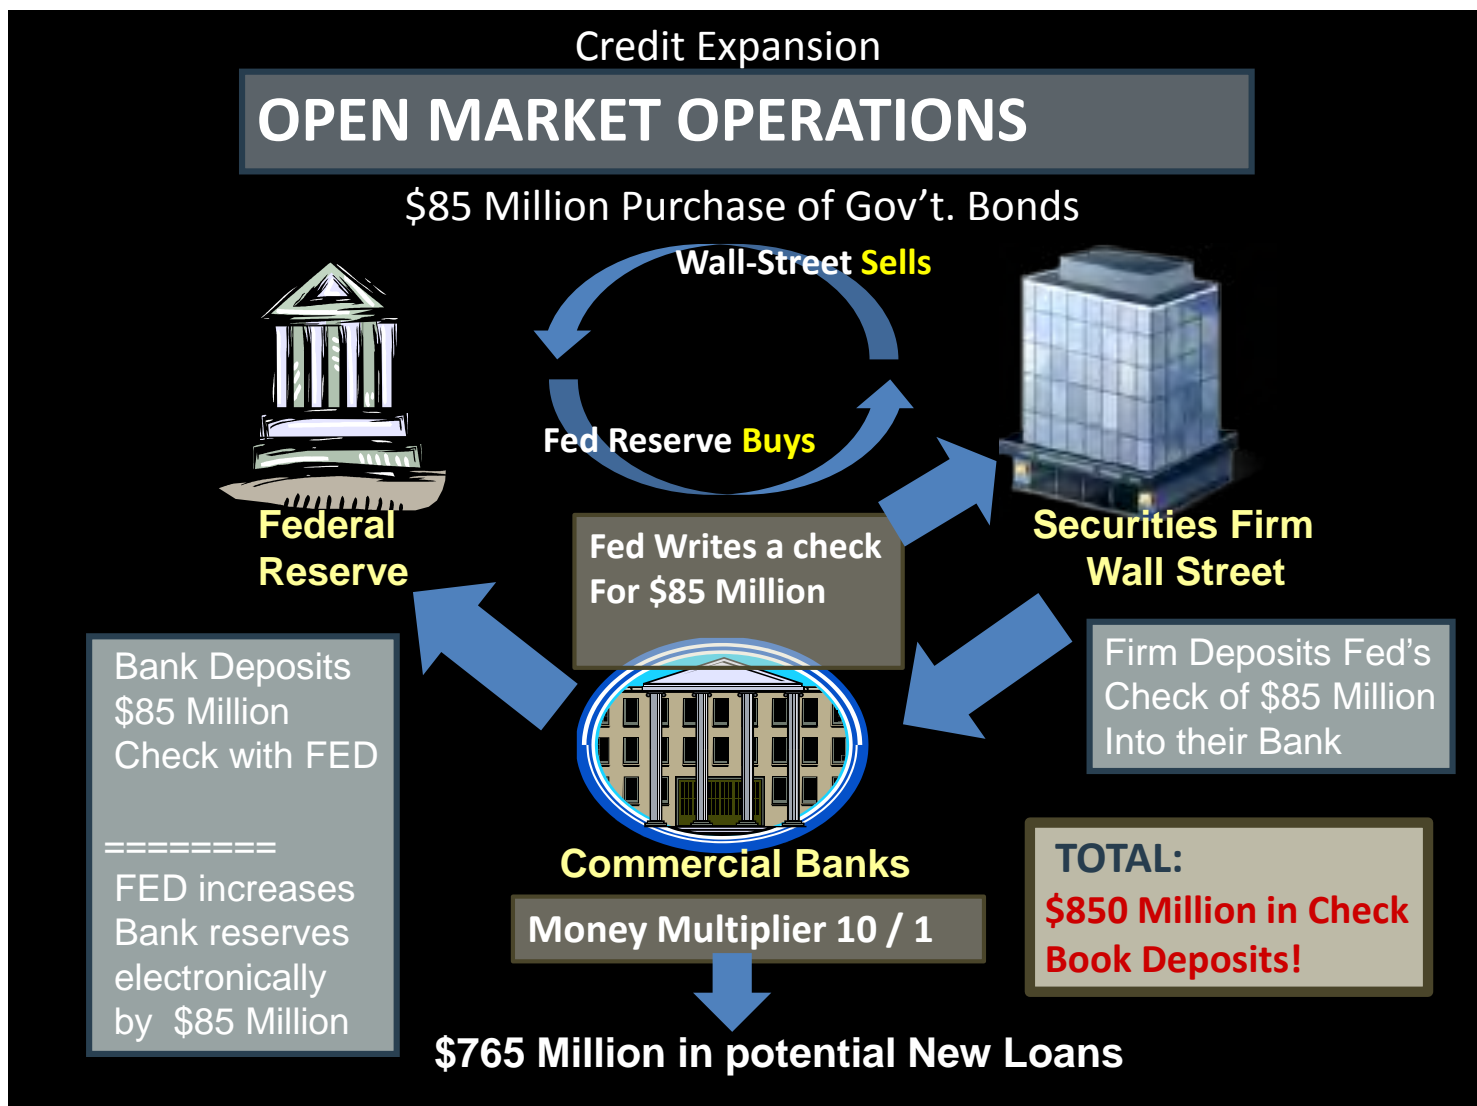 Credit Expansion
OPEN MARKET OPERATIONS
$85 Million Purchase of Gov’t. Bonds
Wall-Street Sells
Fed Reserve Buys
Federal
Reserve
Securities Firm
Wall Street
Fed Writes a check
For $85 Million
Bank Deposits
$85 Million
Check with FED
========
FED increases
Bank reserves
electronically
by $85 Million
Firm Deposits Fed’s
Check of $85 Million
Into their Bank
Commercial Banks
Money Multiplier 10 / 1
TOTAL:
$850 Million in Check
Book Deposits!
$765 Million in potential New Loans